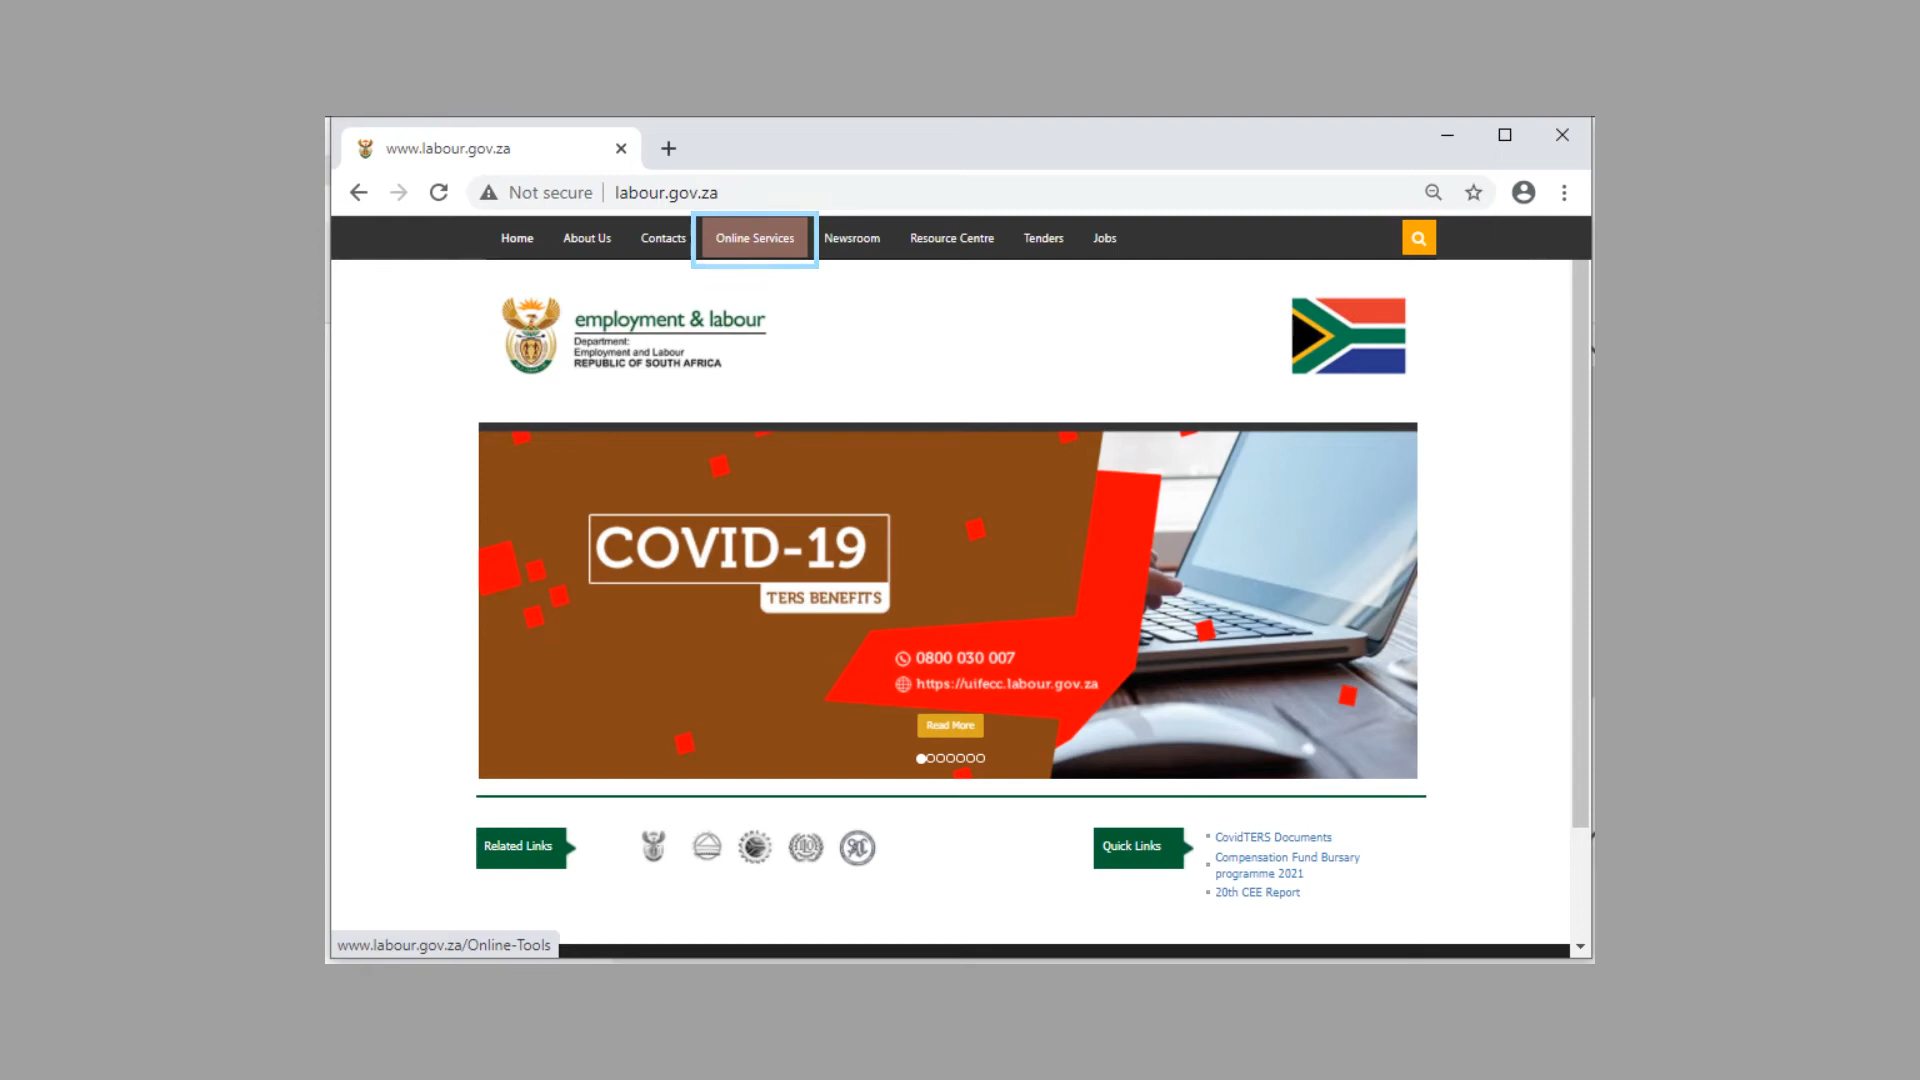 www.labour.gov.za
Not secure labour.gov.za
Home About Us Contacts Online Services Newsroom Resource Centre Tenders Jobs
employment & labour
Department:
Employment and Labour
REPUBLIC OF SOUTH AFRICA
COVID-19
TERS BENEFITS
0800 030 007
https://uifecc.labour.gov.za
Read More
Related Links
Quick Links
CovidTERS Documents
Compensation Fund Bursary
programme 2021
20th CEE Report
www.labour.gov.za/Online-Tools